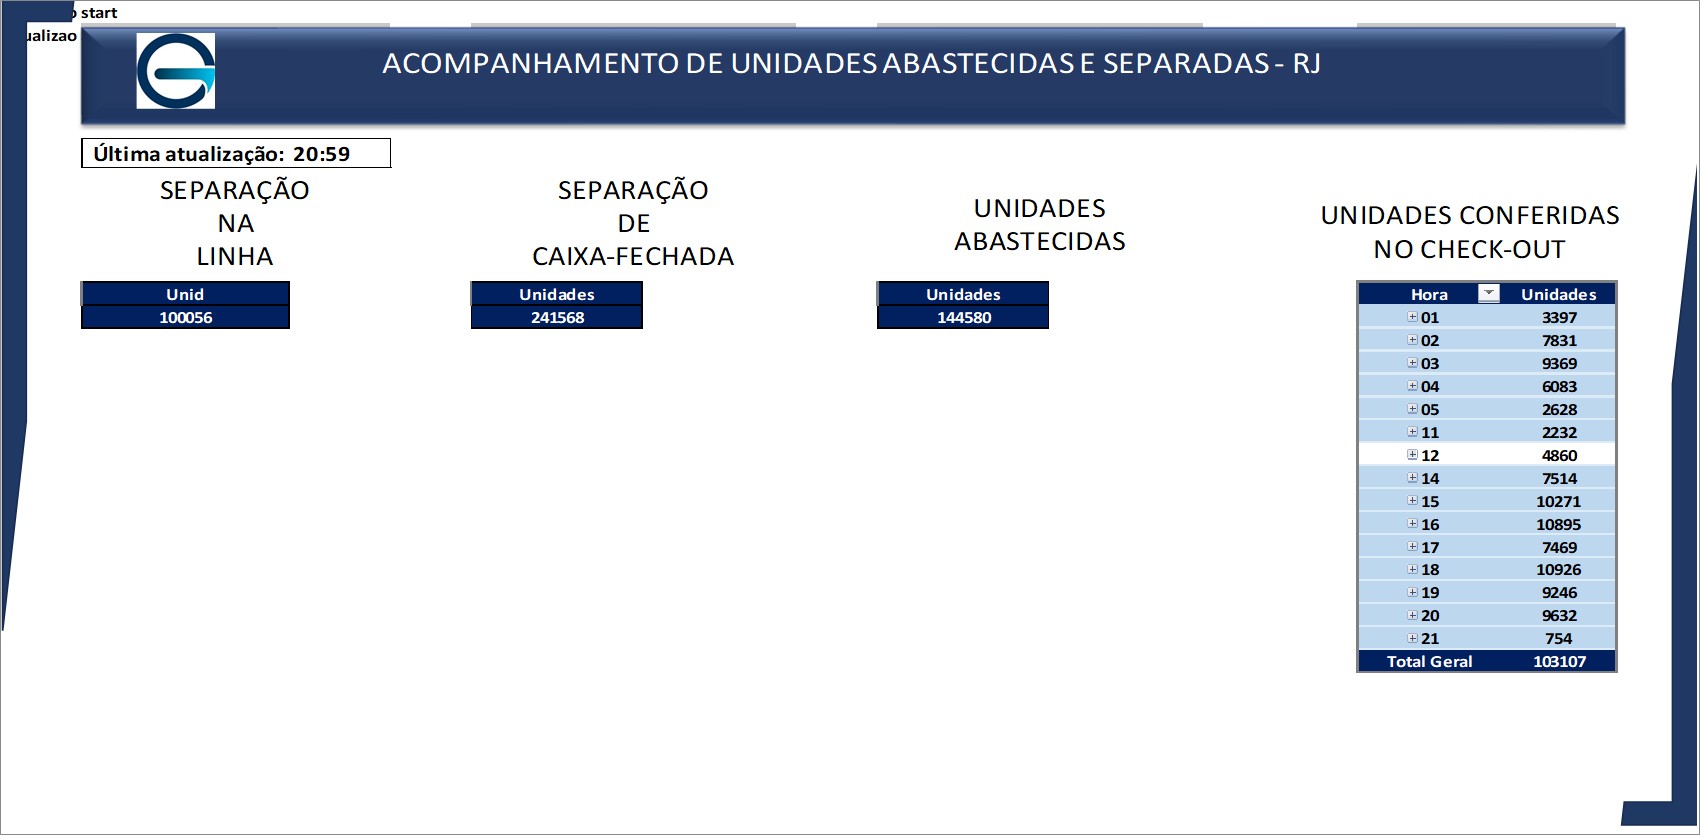 start
ACOMPANHAMENTO DE UNIDADES ABASTECIDAS E SEPARADAS - RJ
Última atualização: 20:59
SEPARAÇÃO
NA
LINHA
Unid
100056
SEPARAÇÃO
DE
CAIXA-FECHADA
Unidades
241568
UNIDADES
ABASTECIDAS
Unidades
144580
UNIDADES CONFERIDAS
NO CHECK-OUT
Hora Unidades
01 3397
02 7831
03 9369
04 6083
05 2628
11 2232
12 4860
14 7514
15 10271
16 10895
17 7469
18 10926
19 9246
20 9632
21 754
Total Geral 103107